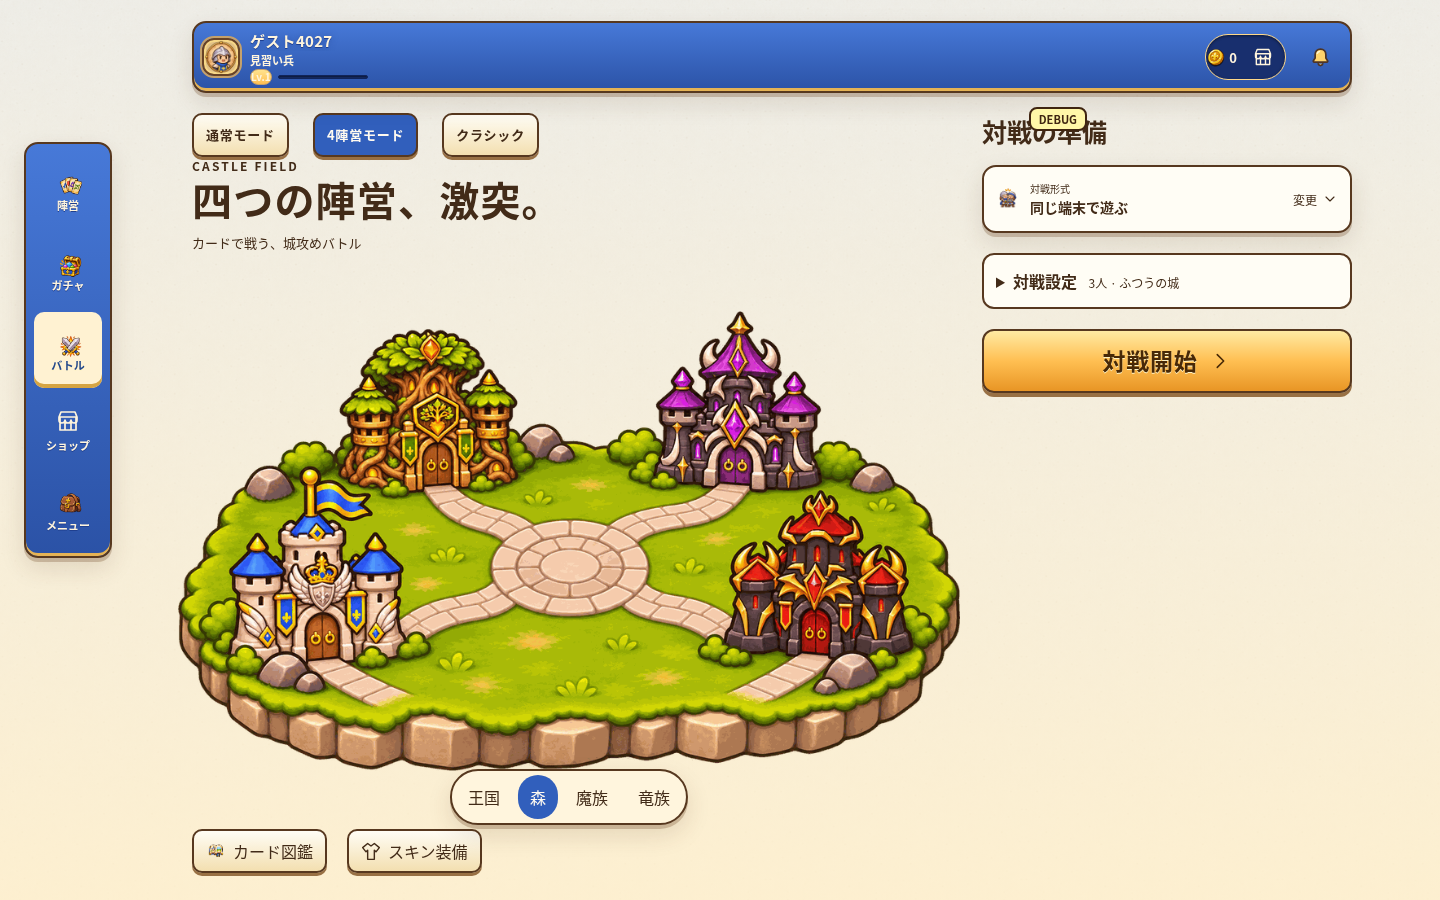 ゲスト4027
見習い兵
Lv.1
0
通常モード
4陣営モード
クラシック
CASTLE FIELD
四つの陣営、激突。
カードで戦う、城攻めバトル
陣営
ガチャ
バトル
ショップ
メニュー
対戦の準備
DEBUG
対戦形式
同じ端末で遊ぶ
変更
対戦設定 3人 · ふつうの城
対戦開始
王国
森
魔族
竜族
カード図鑑
スキン装備